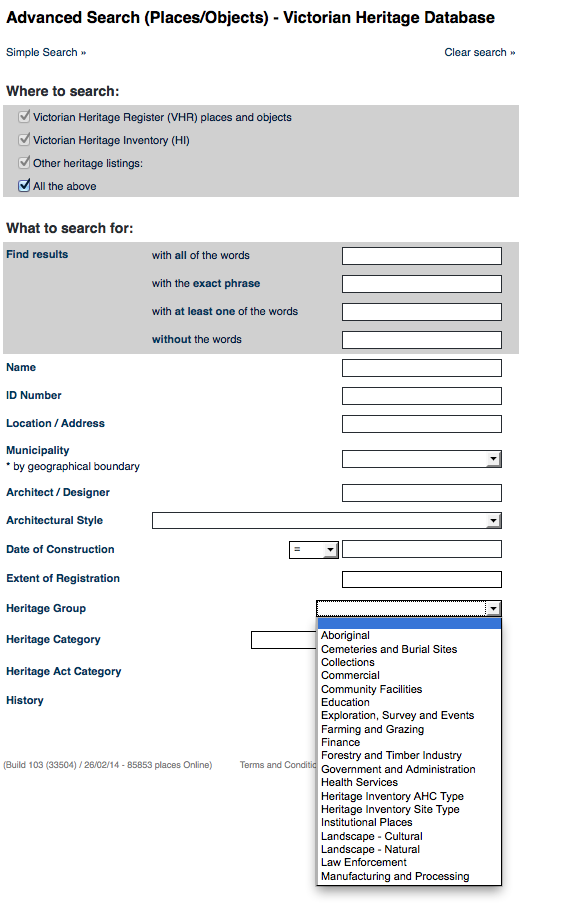 Advanced Search (Places/Objects) - Victorian Heritage Database
Simple Search » Clear search »
Where to search:
Victorian Heritage Register (VHR) places and objects
Victorian Heritage Inventory (HI)
Other heritage listings:
All the above
What to search for:
Find results with all of the words
with the exact phrase
with at least one of the words
without the words
Name
ID Number
Location / Address
Municipality
* by geographical boundary
Architect / Designer
Architectural Style
Date of Construction =
Extent of Registration
Heritage Group
Heritage Category
Heritage Act Category
History
Aboriginal
Cemeteries and Burial Sites
Collections
Commercial
Community Facilities
Education
Exploration, Survey and Events
Farming and Grazing
Finance
Forestry and Timber Industry
Government and Administration
Health Services
Heritage Inventory AHC Type
Heritage Inventory Site Type
Institutional Places
Landscape - Cultural
Landscape - Natural
Law Enforcement
Manufacturing and Processing
(Build 103 (33504) / 26/02/14 - 85853 places Online) Terms and Conditio